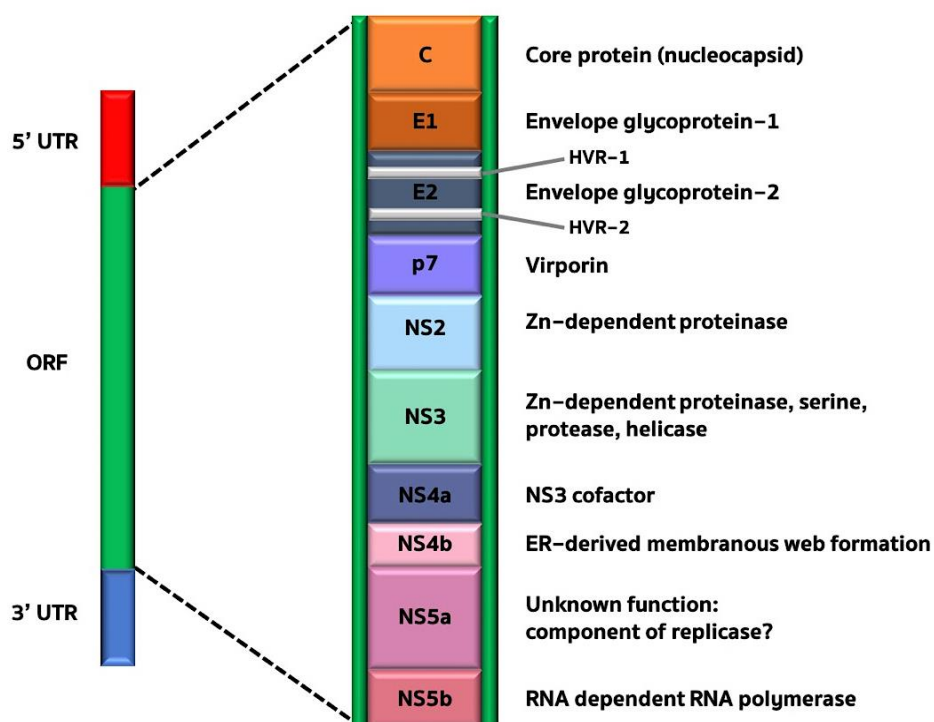 5' UTR
ORF
3' UTR
C
Core protein (nucleocapsid)
E1
Envelope glycoprotein-1
HVR-1
E2
Envelope glycoprotein-2
HVR-2
p7
Virporin
NS2
Zn-dependent proteinase
NS3
Zn-dependent proteinase, serine,
protease, helicase
NS4a
NS3 cofactor
NS4b
ER-derived membranous web formation
NS5a
Unknown function:
component of replicase?
NS5b
RNA dependent RNA polymerase